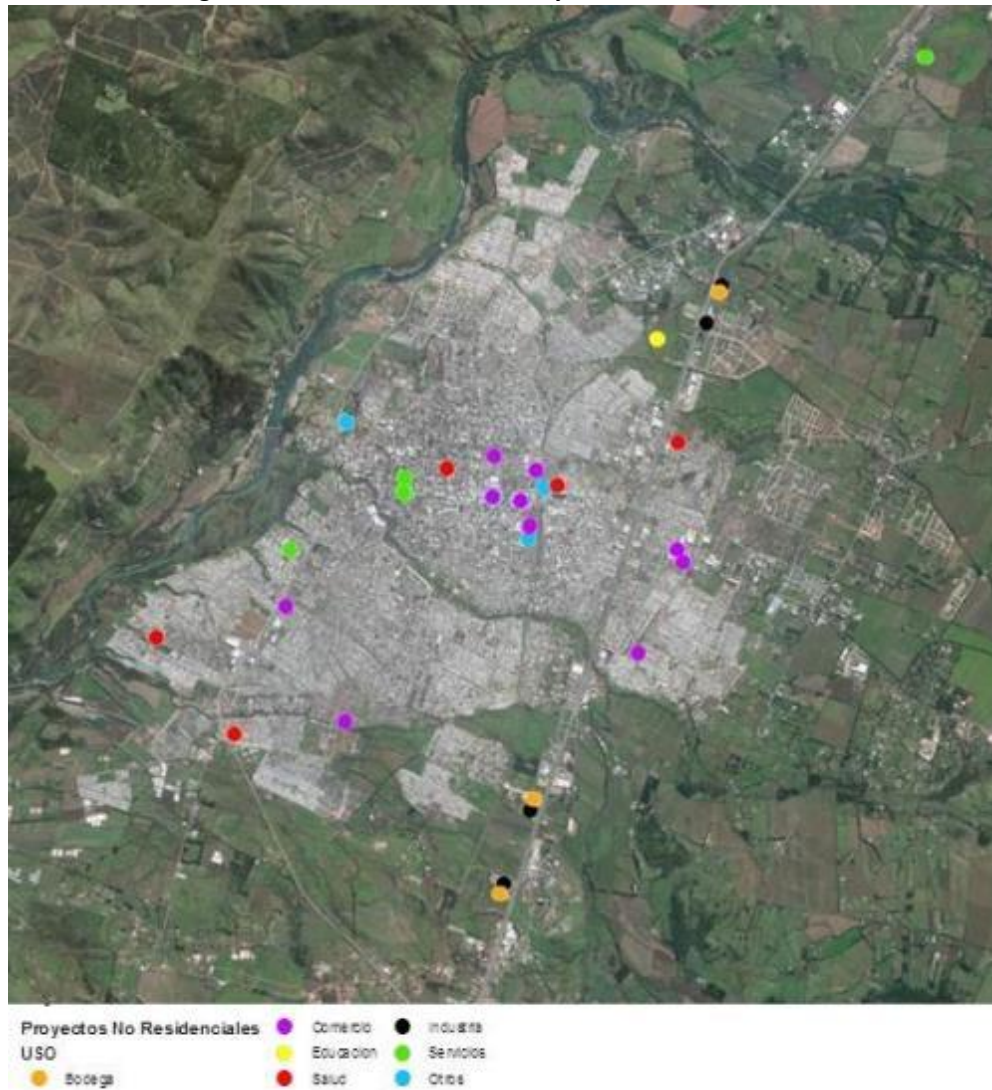 Proyectos No Residenciales
USO
Bodega
Comercio
Educacion
Salud
Industria
Servicios
Otros